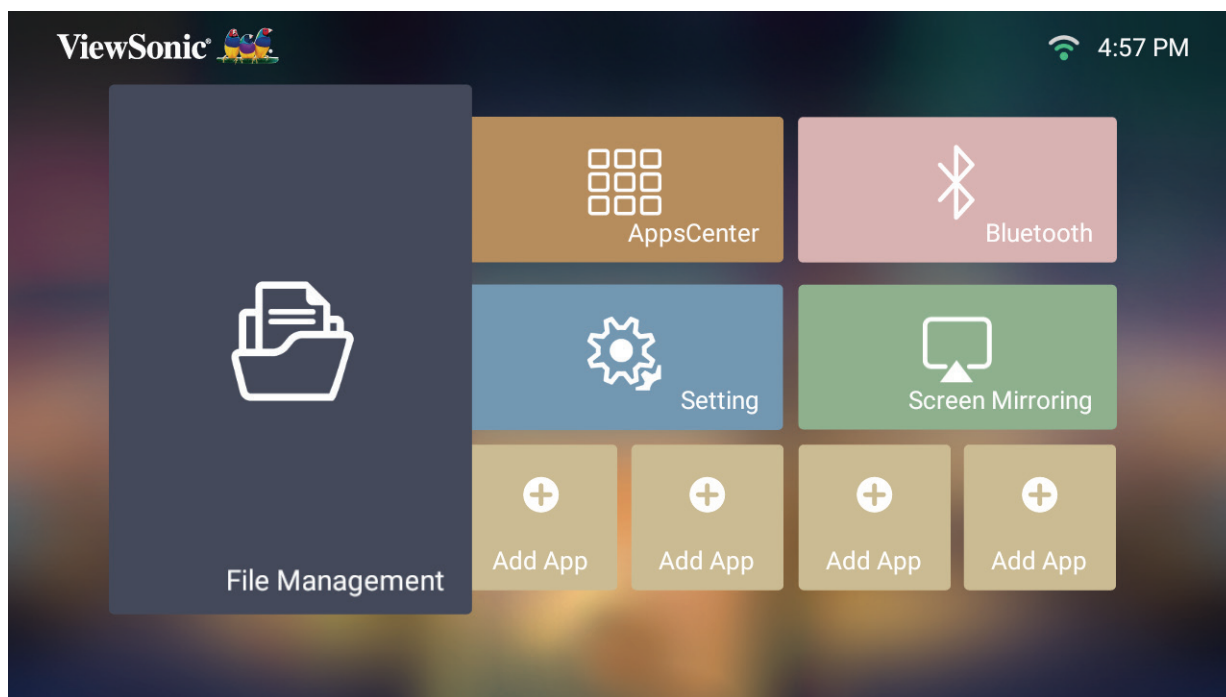 ViewSonic®
4:57 PM
AppsCenter
Bluetooth
Setting
Screen Mirroring
File Management
Add App
Add App
Add App
Add App